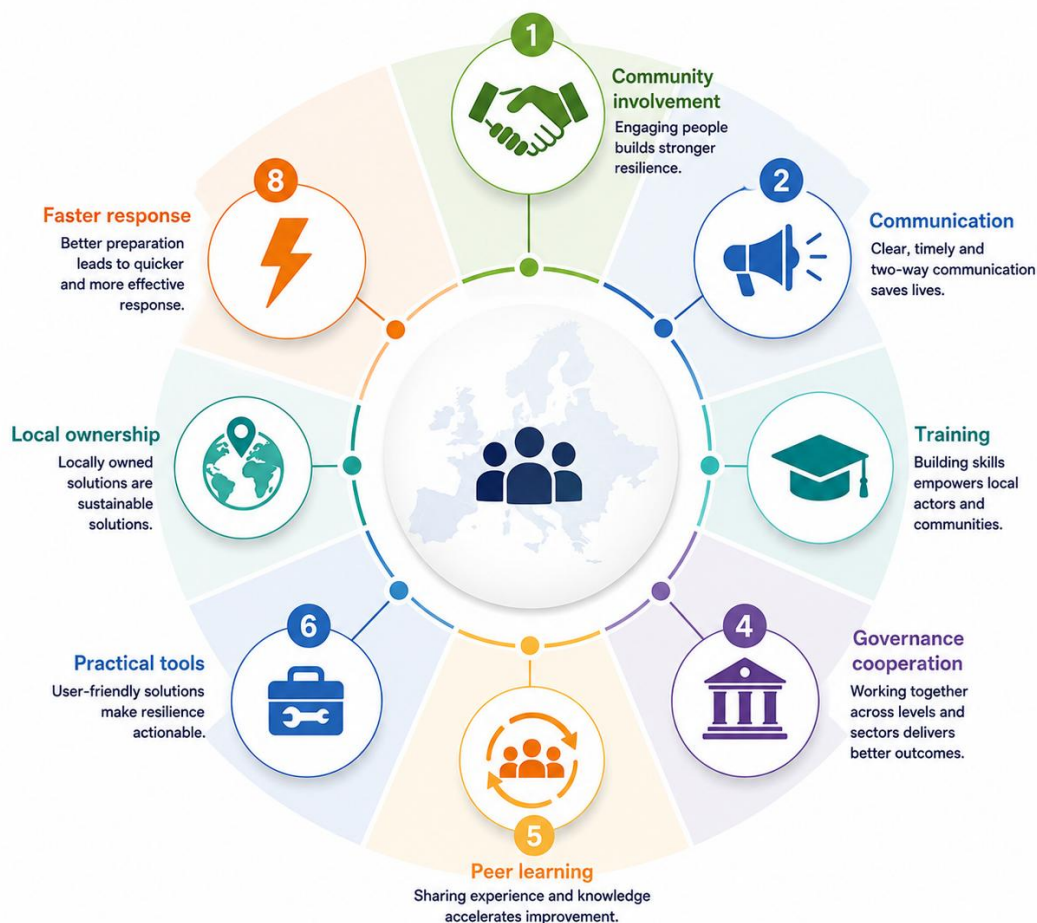 1
Community
involvement
Engaging people
builds stronger
resilience.
2
Communication
Clear, timely and
two-way communication
saves lives.
Training
Building skills
empowers local
actors and
communities.
4
Governance
cooperation
Working together
across levels and
sectors delivers
better outcomes.
5
Peer learning
Sharing experience and knowledge
accelerates improvement.
6
Practical tools
User-friendly solutions
make resilience
actionable.
Local ownership
Locally owned
solutions are
sustainable
solutions.
8
Faster response
Better preparation
leads to quicker
and more effective
response.